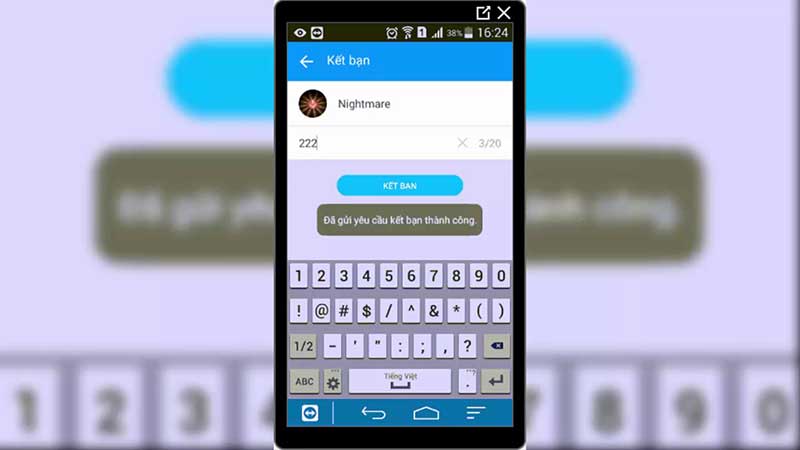 1 38% 16:24
Kết bạn
Nightmare
222 3/20
KẾT BẠN
Đã gửi yêu cầu kết bạn thành công.
1 2 3 4 5 6 7 8 9 0
! @ # $ / ^ & * ( )
1/2 - ' " : ; , ?
ABC Tiếng Việt .